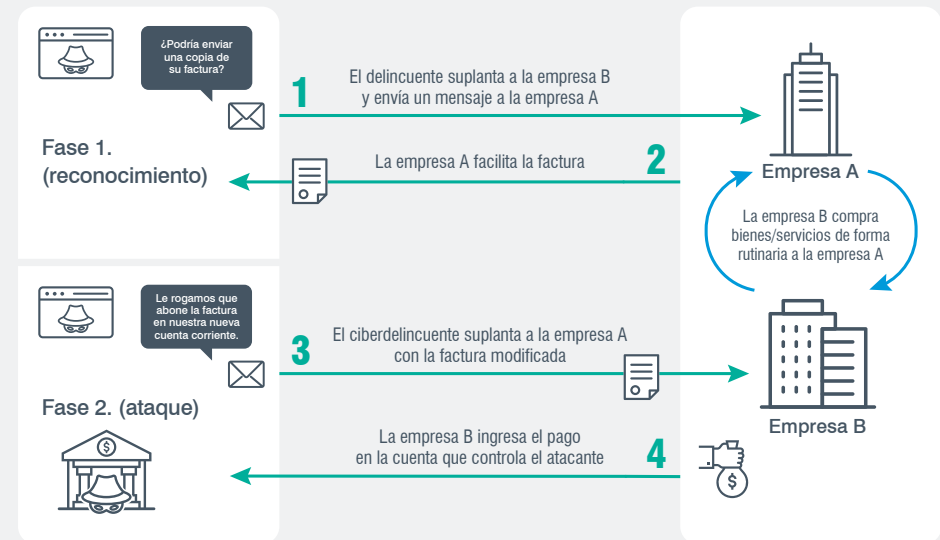 ¿Podría enviar
una copia de
su factura?
Fase 1.
(reconocimiento)
1
El delincuente suplanta a la empresa B
y envía un mensaje a la empresa A
La empresa A facilita la factura
2
Empresa A
La empresa B compra
bienes/servicios de forma
rutinaria a la empresa A
Le rogamos que
abone la factura
en nuestra nueva
cuenta corriente.
Fase 2. (ataque)
$
3
El ciberdelincuente suplanta a la empresa A
con la factura modificada
La empresa B ingresa el pago
en la cuenta que controla el atacante
4
Empresa B
$